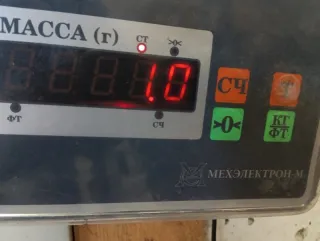 МАССА (г)
СТ
>0<
1.0
ФТ
СЧ
СЧ
>0<
КГ
ФТ
МЕХЭЛЕКТРОН-М